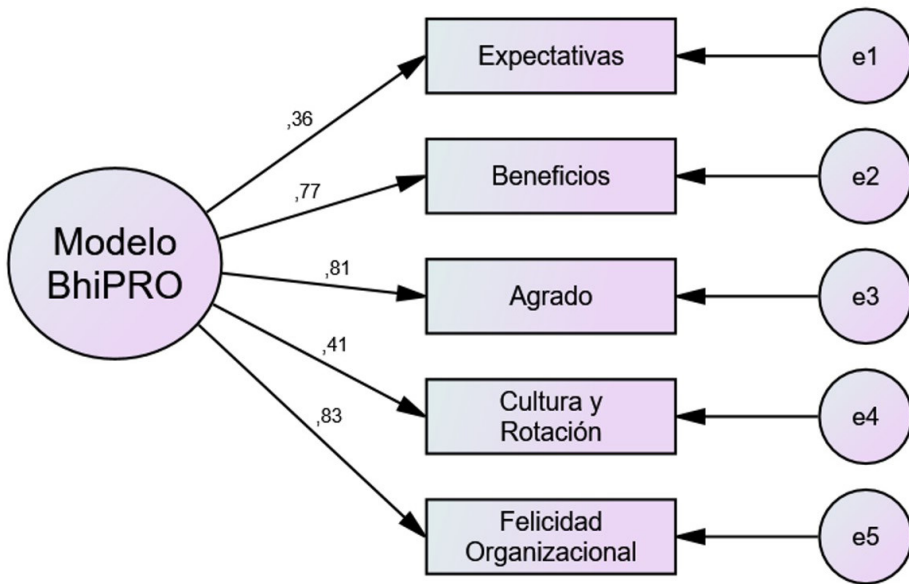 Modelo
BhiPRO
,36
,77
,81
,41
,83
Expectativas
Beneficios
Agrado
Cultura y
Rotación
Felicidad
Organizacional
e1
e2
e3
e4
e5